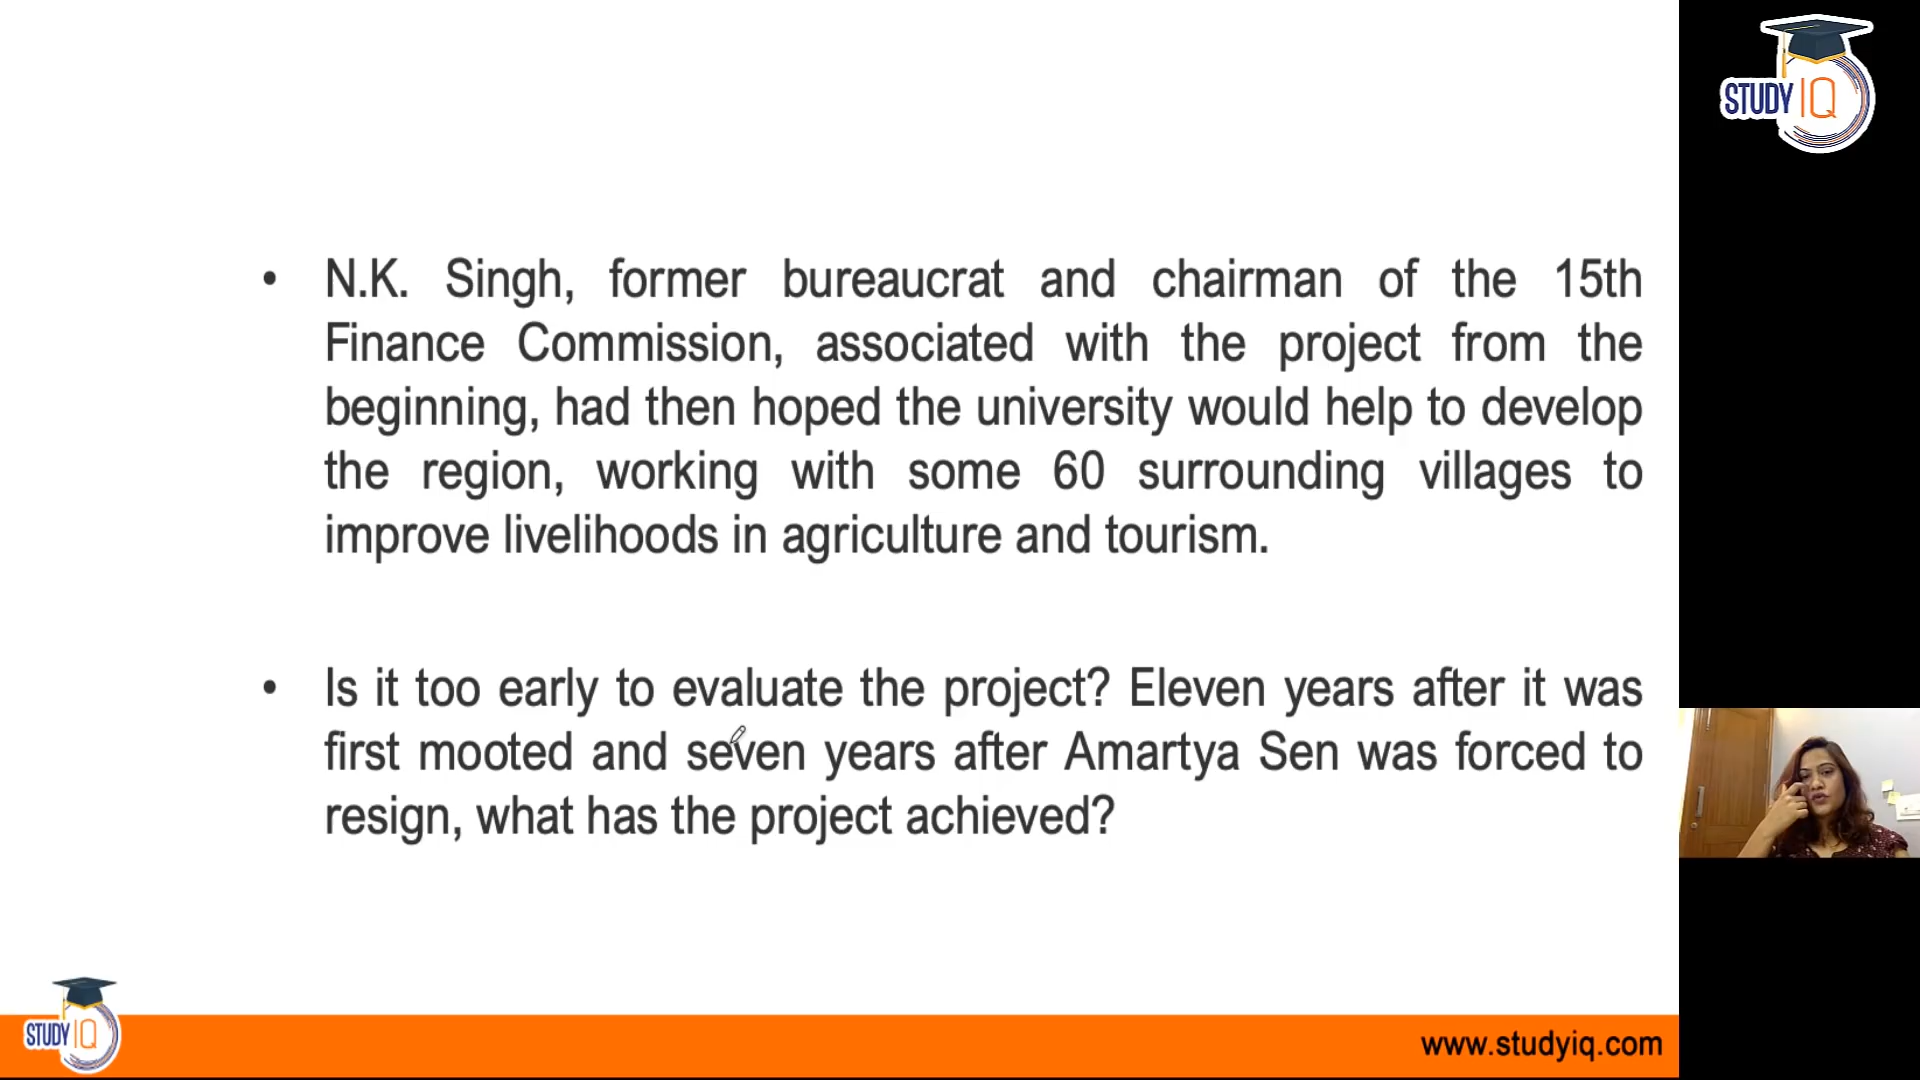 STUDY IQ
• N.K. Singh, former bureaucrat and chairman of the 15th
Finance Commission, associated with the project from the
beginning, had then hoped the university would help to develop
the region, working with some 60 surrounding villages to
improve livelihoods in agriculture and tourism.
• Is it too early to evaluate the project? Eleven years after it was
first mooted and seven years after Amartya Sen was forced to
resign, what has the project achieved?
STUDY IQ
www.studyiq.com